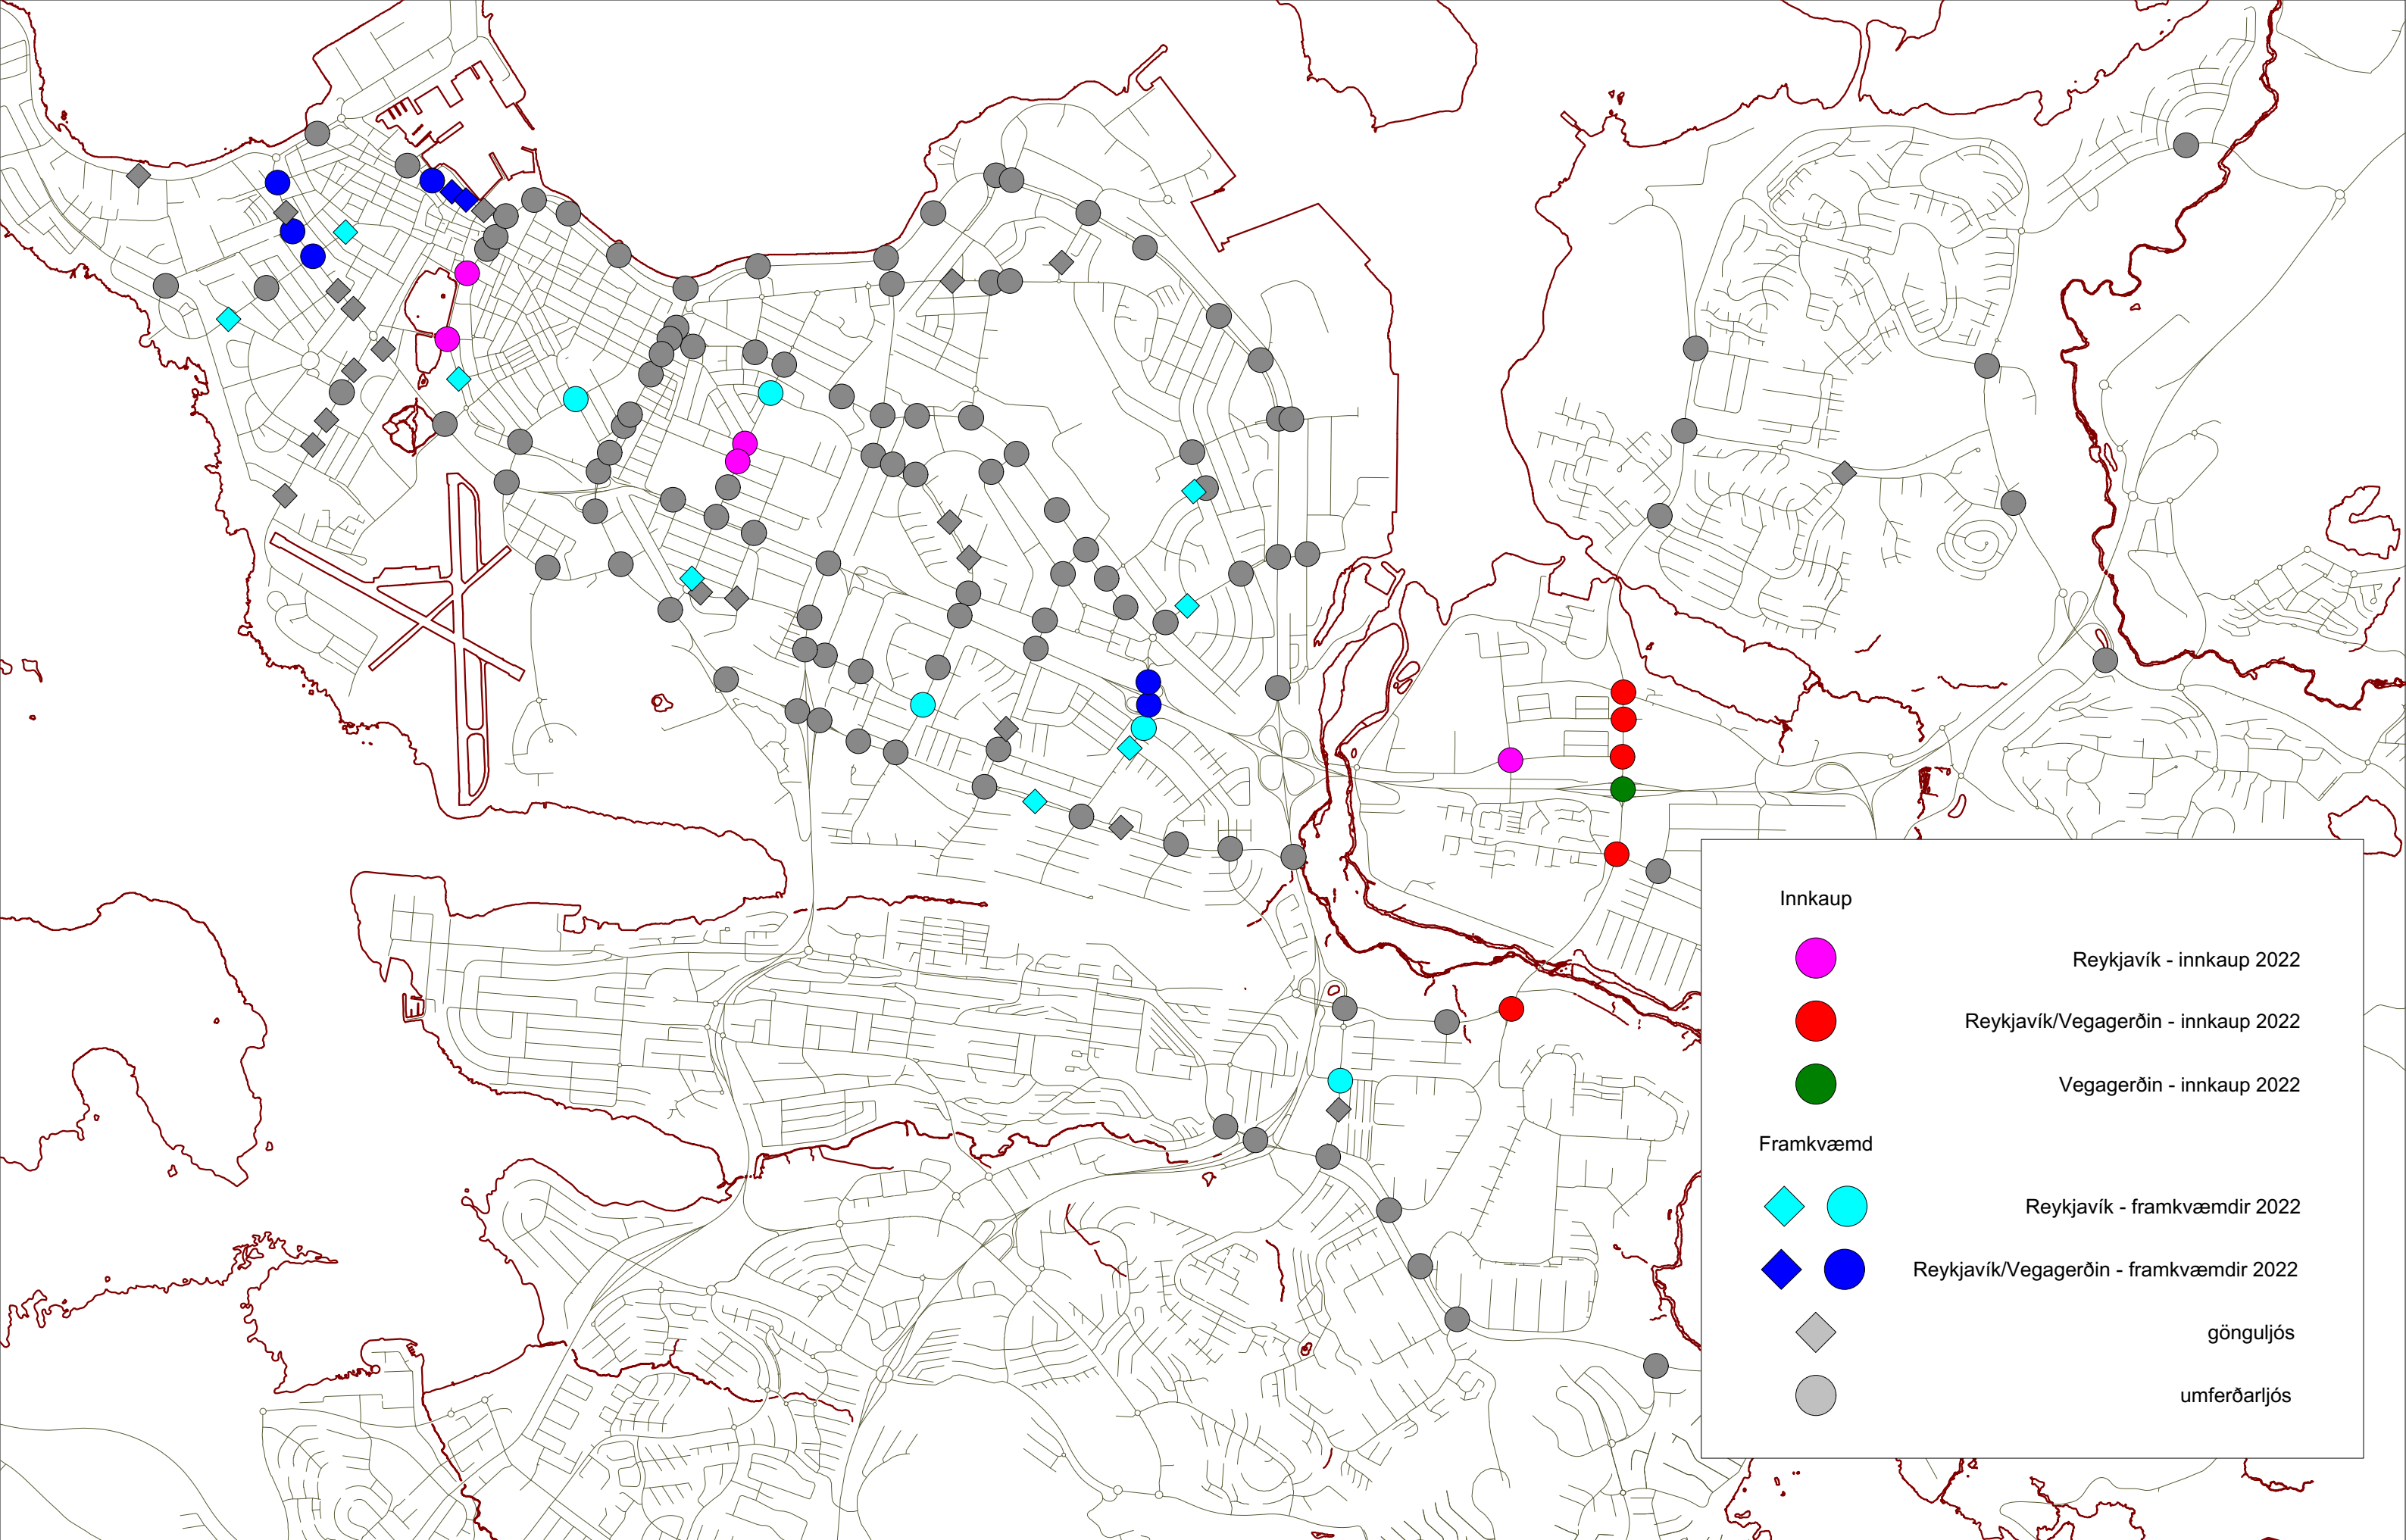 Innkaup
Reykjavík - innkaup 2022
Reykjavík/Vegagerðin - innkaup 2022
Vegagerðin - innkaup 2022
Framkvæmd
Reykjavík - framkvæmdir 2022
Reykjavík/Vegagerðin - framkvæmdir 2022
gönguljós
umferðarljós